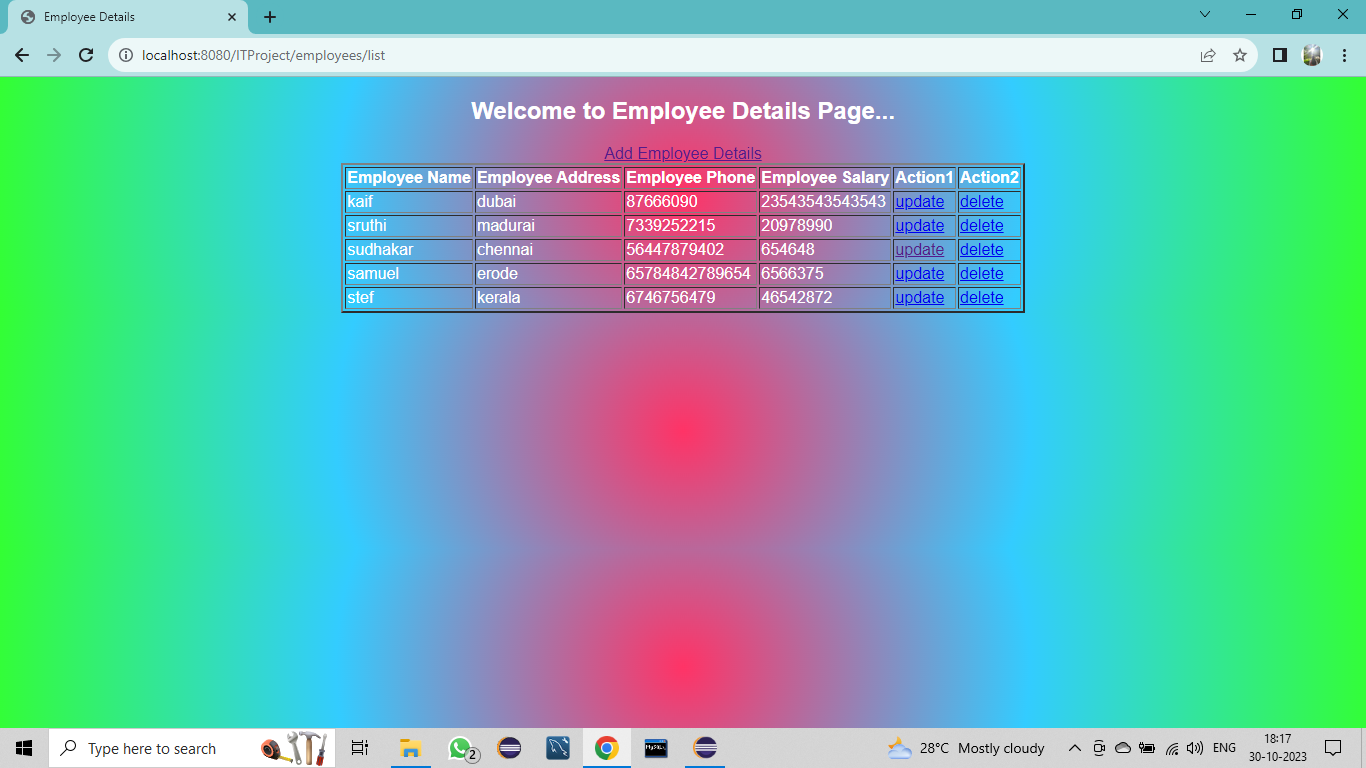 Employee Details
localhost:8080/ITProject/employees/list
Welcome to Employee Details Page...
Add Employee Details
Employee Name Employee Address Employee Phone Employee Salary Action1 Action2
kaif dubai 87666090 23543543543543 update delete
sruthi madurai 7339252215 20978990 update delete
sudhakar chennai 56447879402 654648 update delete
samuel erode 65784842789654 6566375 update delete
stef kerala 6746756479 46542872 update delete
Type here to search 2 MySQL 28°C Mostly cloudy ENG 18:17
30-10-2023